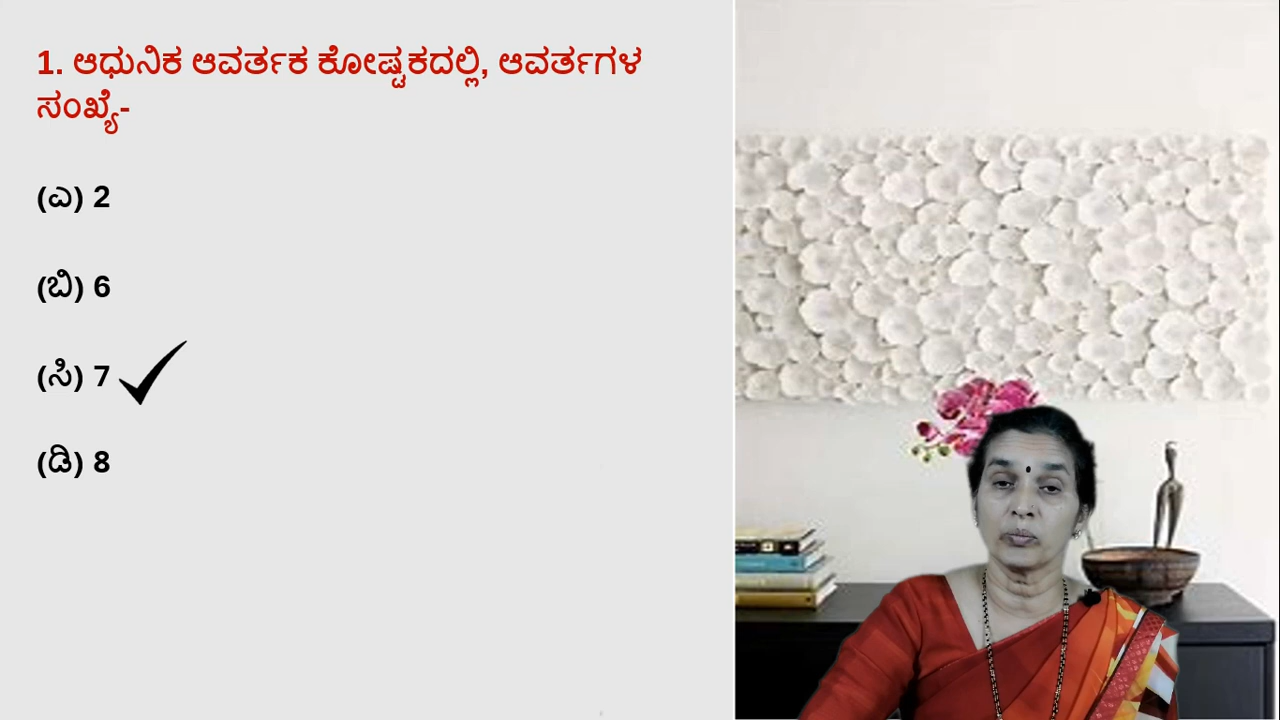 1. ಆಧುನಿಕ ಆವರ್ತಕ ಕೋಷ್ಟಕದಲ್ಲಿ, ಆವರ್ತಗಳ
ಸಂಖ್ಯೆ-
(ಎ) 2
(ಬಿ) 6
(ಸಿ) 7
(ಡಿ) 8